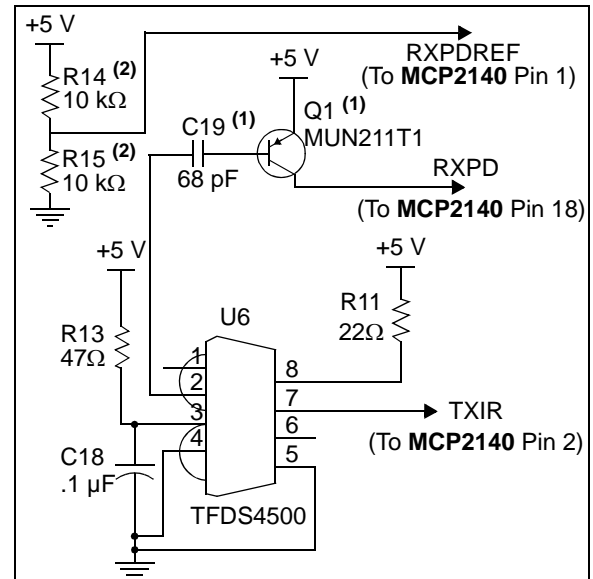 +5 V
R14 (2)
10 kΩ
R15 (2)
10 kΩ
RXPDREF
(To MCP2140 Pin 1)
+5 V
Q1 (1)
MUN211T1
C19 (1)
68 pF
RXPD
(To MCP2140 Pin 18)
+5 V
R13
47Ω
+5 V
R11
22Ω
U6
1
2
3
4
8
7
6
5
TXIR
(To MCP2140 Pin 2)
C18
.1 µF
TFDS4500